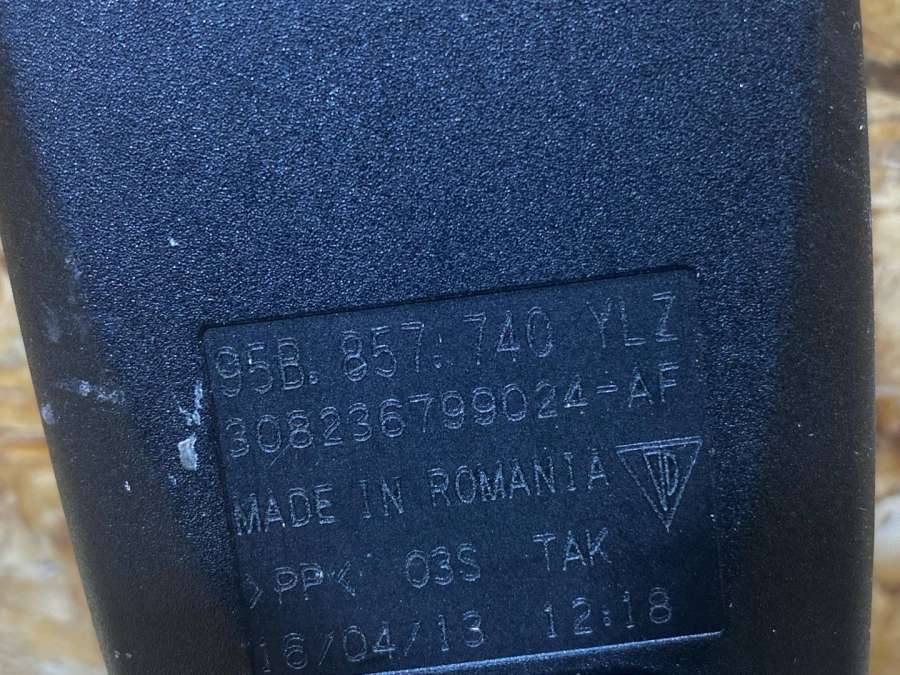 95B.857.740 YLZ
308236799024-AF
MADE IN ROMANIA
>PP< 03S TAK
16/04/13 12:18